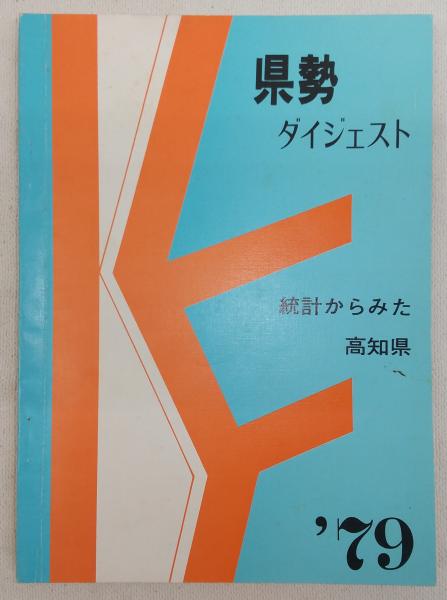 県勢
ダイジェスト
統計からみた
高知県
'79